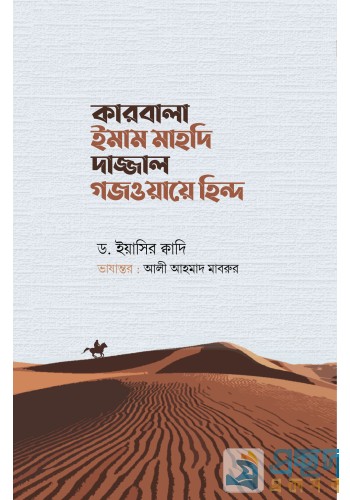 কারবালা
ইমাম মাহদি
দাজ্জাল
গজওয়ায়ে হিন্দ
ড. ইয়াসির ক্বাদি
ভাষান্তর : আলী আহমাদ মাবরুর